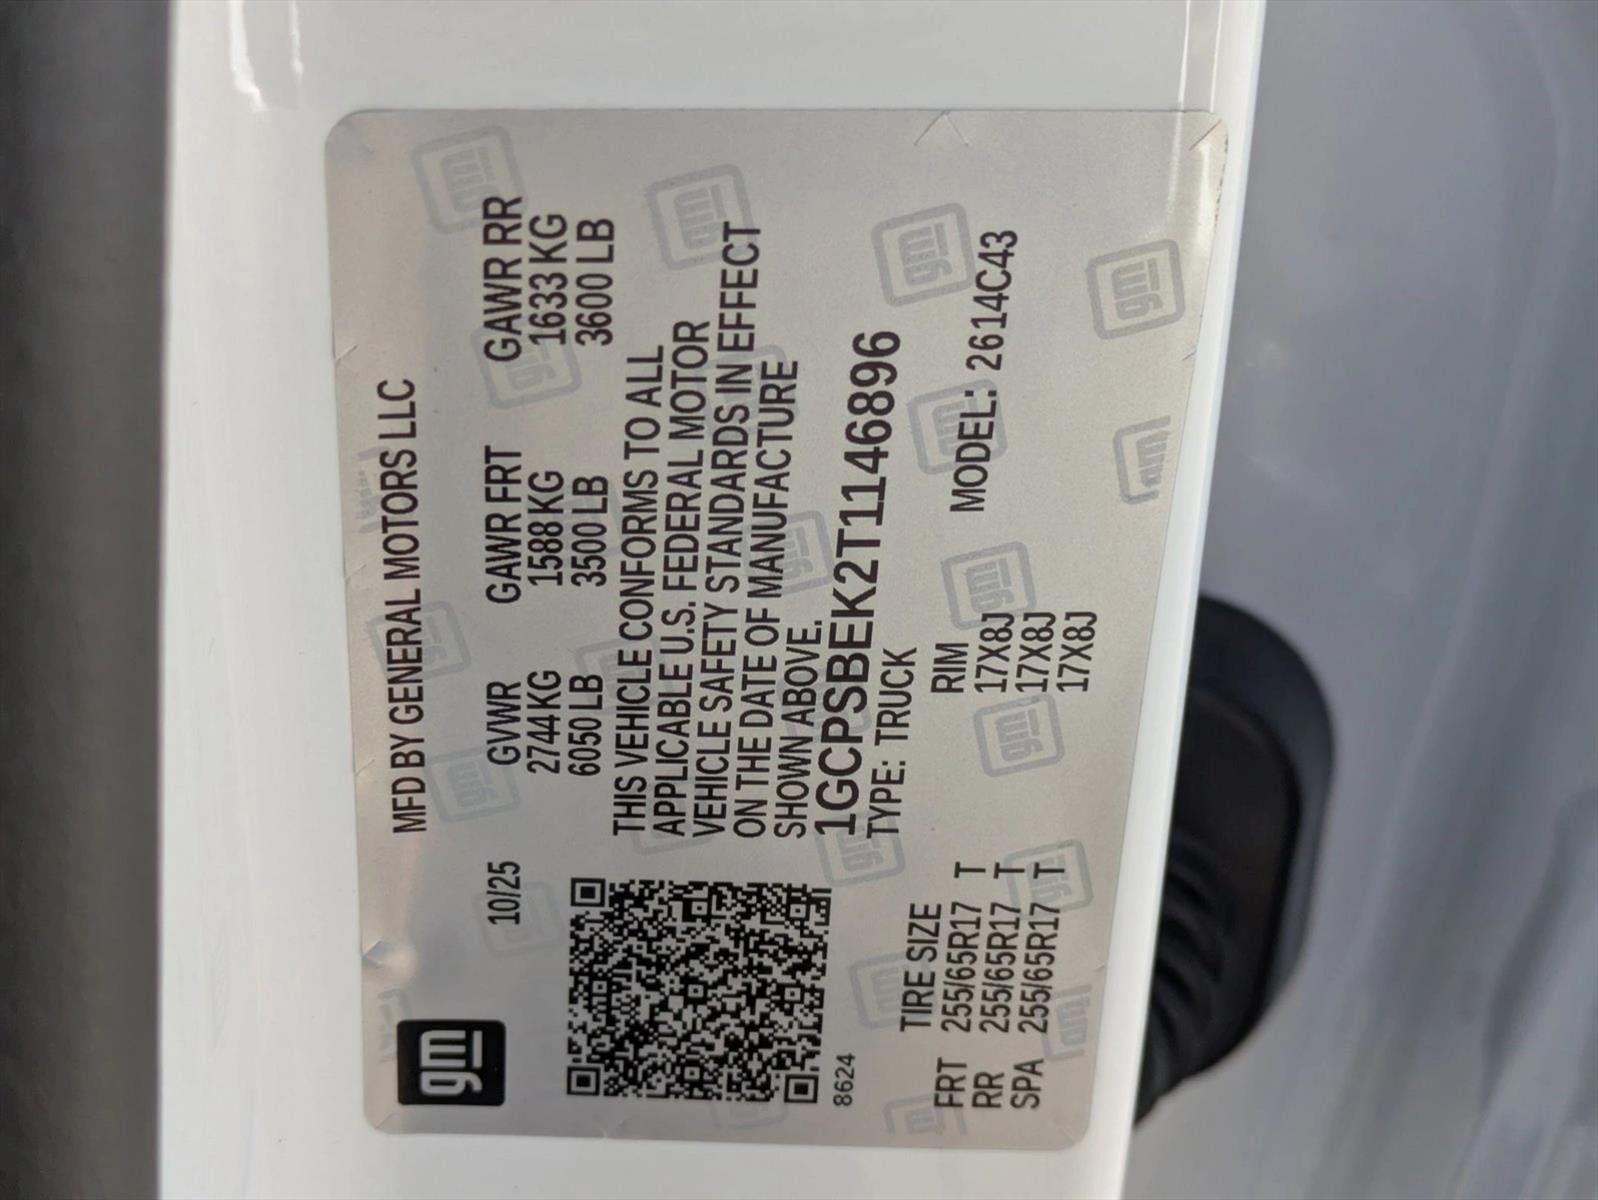 gm
MFD BY GENERAL MOTORS LLC
10/25 GVWR GAWR FRT GAWR RR
2744 KG 1588 KG 1633 KG
6050 LB 3500 LB 3600 LB
THIS VEHICLE CONFORMS TO ALL
APPLICABLE U.S. FEDERAL MOTOR
VEHICLE SAFETY STANDARDS IN EFFECT
ON THE DATE OF MANUFACTURE
SHOWN ABOVE.
1GCPSBEK2T1146896
8624 TYPE: TRUCK
TIRE SIZE RIM MODEL: 2614C43
FRT 255/65R17 T 17X8J
RR 255/65R17 T 17X8J
SPA 255/65R17 T 17X8J